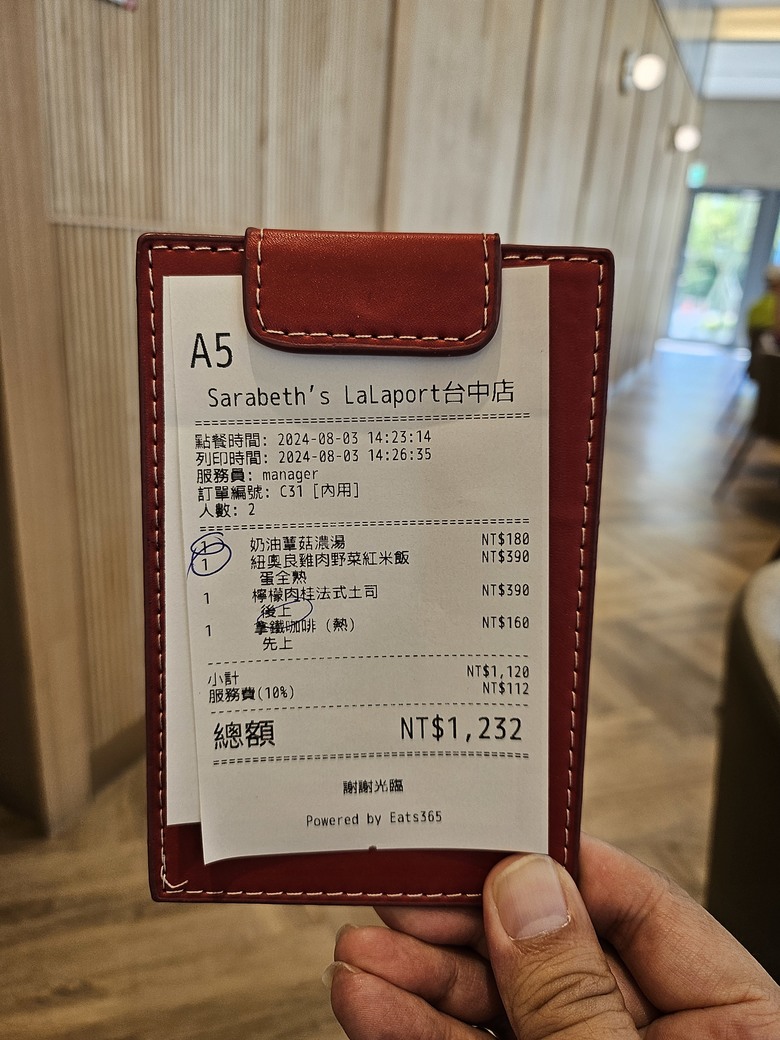 A5
Sarabeth's LaLaport台中店
點餐時間: 2024-08-03 14:23:14
列印時間: 2024-08-03 14:26:35
服務員: manager
訂單編號: C31 [內用]
人數: 2
1 奶油蕈菇濃湯 NT$180
1 紐奧良雞肉野菜紅米飯 NT$390
蛋全熟
1 檸檬肉桂法式土司 NT$390
後上
1 拿鐵咖啡 (熱) NT$160
先上
小計 NT$1,120
服務費(10%) NT$112
總額 NT$1,232
謝謝光臨
Powered by Eats365